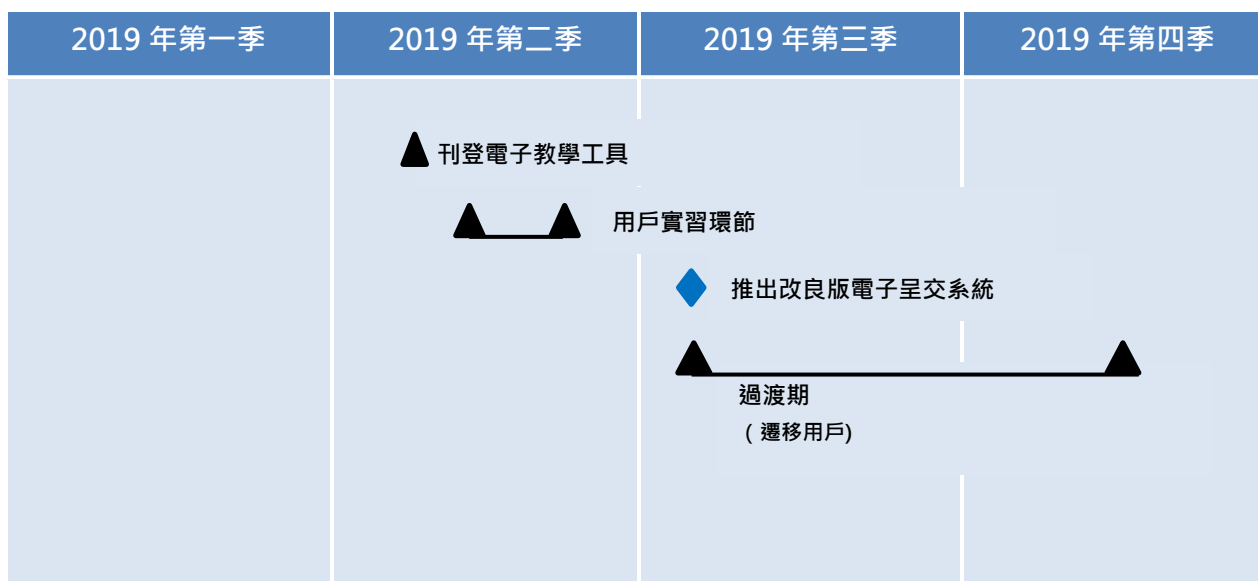 2019 年第一季
2019 年第二季
2019 年第三季
2019 年第四季
刊登電子教學工具
用戶實習環節
推出改良版電子呈交系統
過渡期
( 遷移用戶)